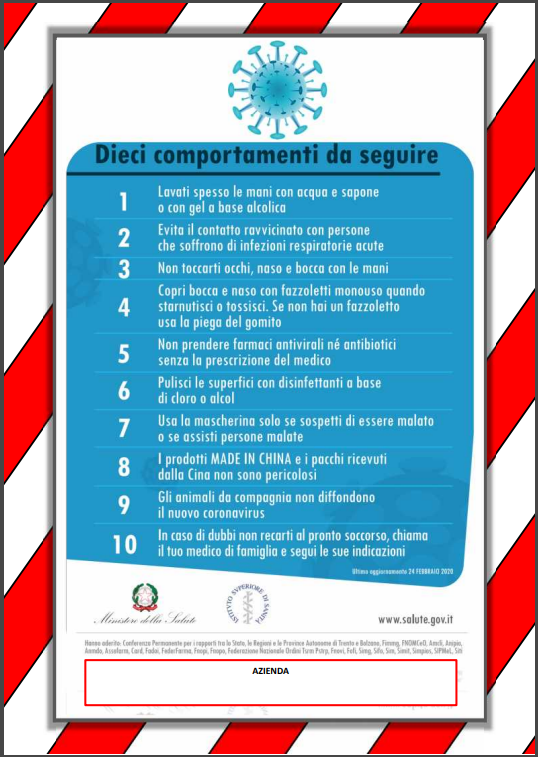 Dieci comportamenti da seguire
1 Lavati spesso le mani con acqua e sapone
o con gel a base alcolica
2 Evita il contatto ravvicinato con persone
che soffrono di infezioni respiratorie acute
3 Non toccarti occhi, naso e bocca con le mani
4 Copri bocca e naso con fazzoletti monouso quando
starnutisci o tossisci. Se non hai un fazzoletto
usa la piega del gomito
5 Non prendere farmaci antivirali né antibiotici
senza la prescrizione del medico
6 Pulisci le superfici con disinfettanti a base
di cloro o alcol
7 Usa la mascherina solo se sospetti di essere malato
o se assisti persone malate
8 I prodotti MADE IN CHINA e i pacchi ricevuti
dalla Cina non sono pericolosi
9 Gli animali da compagnia non diffondono
il nuovo coronavirus
10 In caso di dubbi non recarti al pronto soccorso, chiama
il tuo medico di famiglia e segui le sue indicazioni
Ultimo aggiornamento 24 FEBBRAIO 2020
Ministero della Salute
ISTITVTO SVPERIORE DI SANITÀ
www.salute.gov.it
Hanno aderito: Conferenza Permanente per i rapporti tra lo Stato, le Regioni e le Province Autonome di Trento e Bolzano, Fimmg, FNOMCeO, Amcli, Anipio,
Anmdo, Assofarm, Card, Fadoi, FederFarma, Fnopi, Fnopo, Federazione Nazionale Ordini Tsrm Pstrp, Fnovi, Fofi, Simg, Sifo, Sim, Simit, Simpios, SIPMeL, Siti
AZIENDA